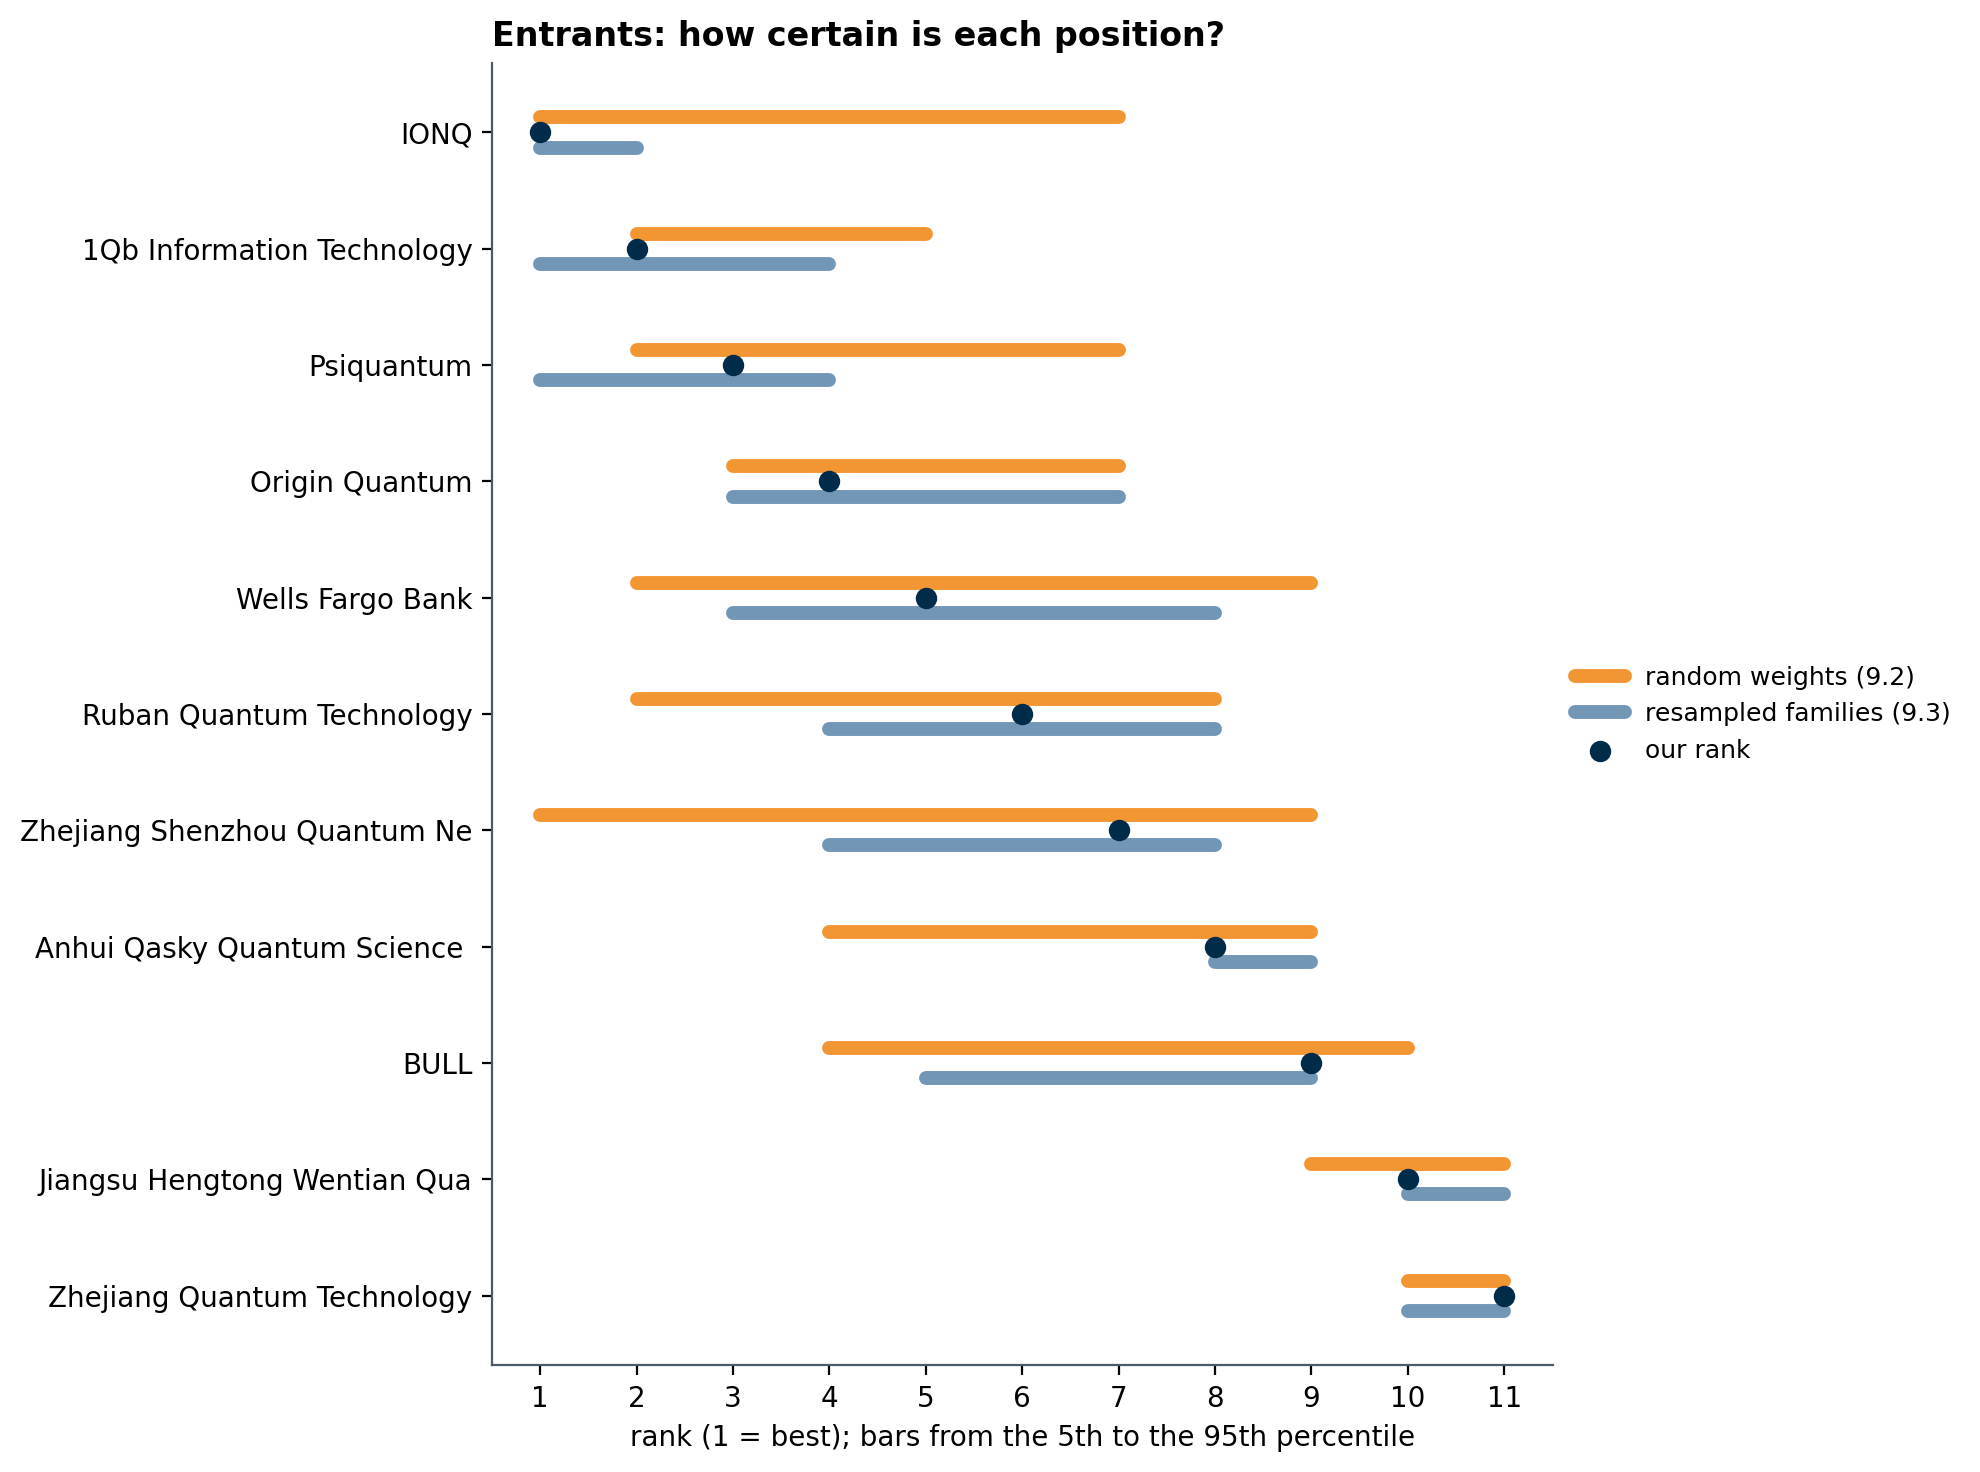 Entrants: how certain is each position?
IONQ
1Qb Information Technology
Psiquantum
Origin Quantum
Wells Fargo Bank
Ruban Quantum Technology
Zhejiang Shenzhou Quantum Ne
Anhui Qasky Quantum Science
BULL
Jiangsu Hengtong Wentian Qua
Zhejiang Quantum Technology
random weights (9.2)
resampled families (9.3)
our rank
1 2 3 4 5 6 7 8 9 10 11
rank (1 = best); bars from the 5th to the 95th percentile